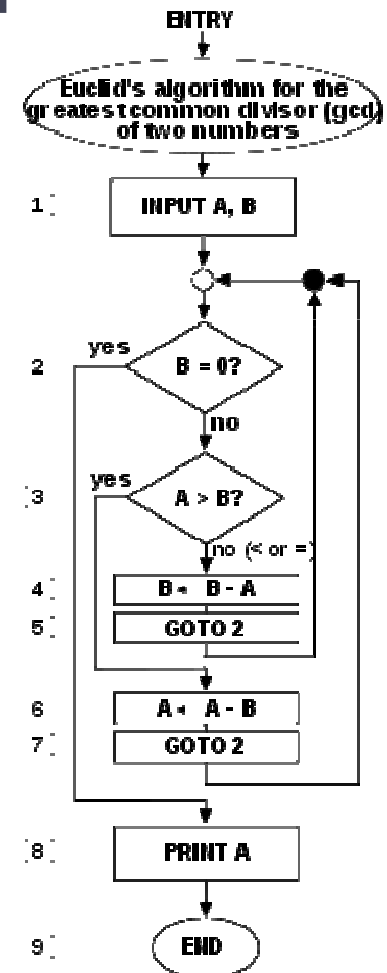 ENTRY
Euclid's algorithm for the
greatest common divisor (gcd)
of two numbers
1 INPUT A, B
yes
2 B = 0?
no
yes
3 A > B?
no (< or =)
4 B ← B - A
5 GOTO 2
6 A ← A - B
7 GOTO 2
8 PRINT A
9 END